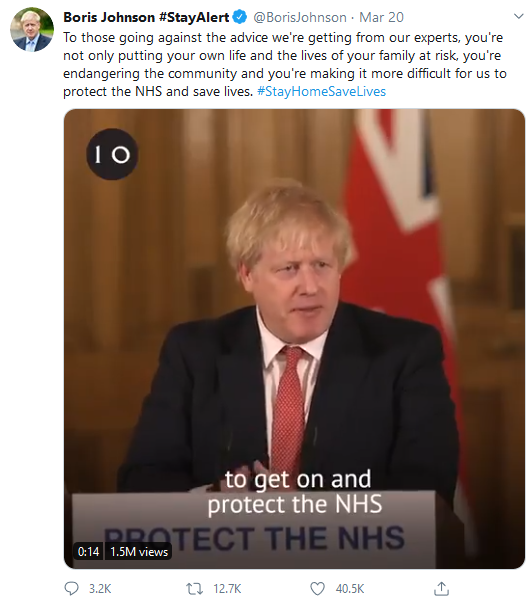 Boris Johnson #StayAlert @BorisJohnson · Mar 20
To those going against the advice we're getting from our experts, you're
not only putting your own life and the lives of your family at risk, you're
endangering the community and you're making it more difficult for us to
protect the NHS and save lives. #StayHomeSaveLives
10
to get on and
protect the NHS
PROTECT THE NHS
0:14 1.5M views
3.2K 12.7K 40.5K